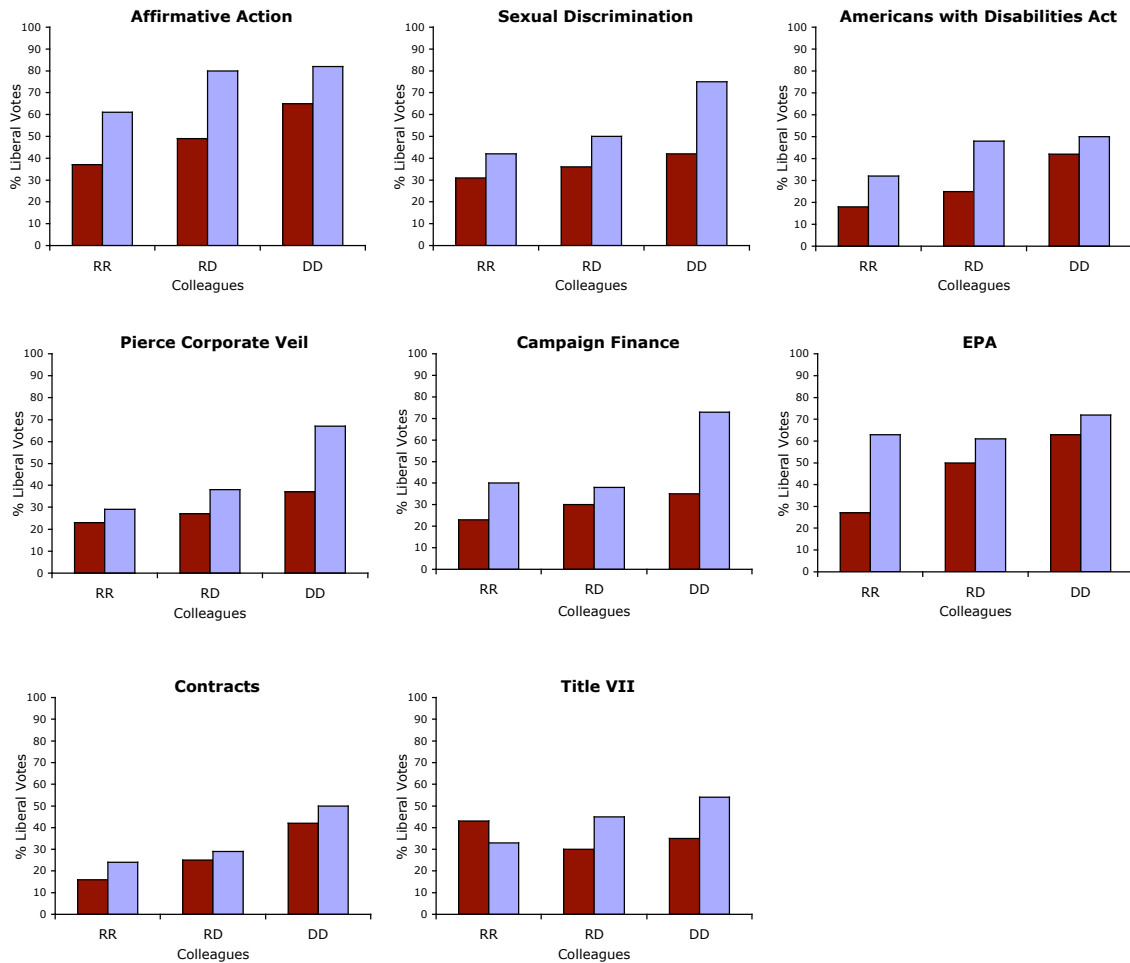 Affirmative Action
% Liberal Votes
100
90
80
70
60
50
40
30
20
10
0
RR RD DD
Colleagues
Sexual Discrimination
% Liberal Votes
100
90
80
70
60
50
40
30
20
10
0
RR RD DD
Colleagues
Americans with Disabilities Act
% Liberal Votes
100
90
80
70
60
50
40
30
20
10
0
RR RD DD
Colleagues
Pierce Corporate Veil
% Liberal Votes
100
90
80
70
60
50
40
30
20
10
0
RR RD DD
Colleagues
Campaign Finance
% Liberal Votes
100
90
80
70
60
50
40
30
20
10
0
RR RD DD
Colleagues
EPA
% Liberal Votes
100
90
80
70
60
50
40
30
20
10
0
RR RD DD
Colleagues
Contracts
% Liberal Votes
100
90
80
70
60
50
40
30
20
10
0
RR RD DD
Colleagues
Title VII
% Liberal Votes
100
90
80
70
60
50
40
30
20
10
0
RR RD DD
Colleagues